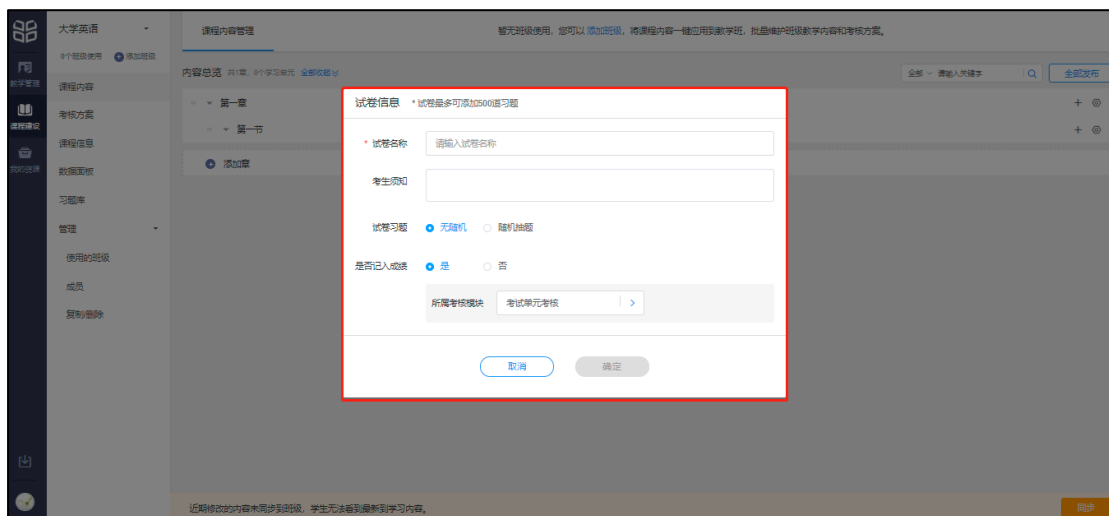 大学英语
0个班级使用 添加班级
教学管理
课程建设
我的资源
课程内容
考核方案
课程信息
数据面板
习题库
管理
使用的班级
成员
复制/删除
课程内容管理
暂无班级使用，您可以 添加班级，将课程内容一键应用到教学班，批量维护班级教学内容和考核方案。
内容总览 共1章，0个学习单元 全部收起
全部 请输入关键字
全部发布
第一章
第一节
添加章
试卷信息 *试卷最多可添加500道习题
* 试卷名称 请输入试卷名称
考生须知
试卷习题 无随机 随机抽题
是否记入成绩 是 否
所属考核模块 考试单元考核
取消 确定
近期修改的内容未同步到班级，学生无法看到最新到学习内容。
同步